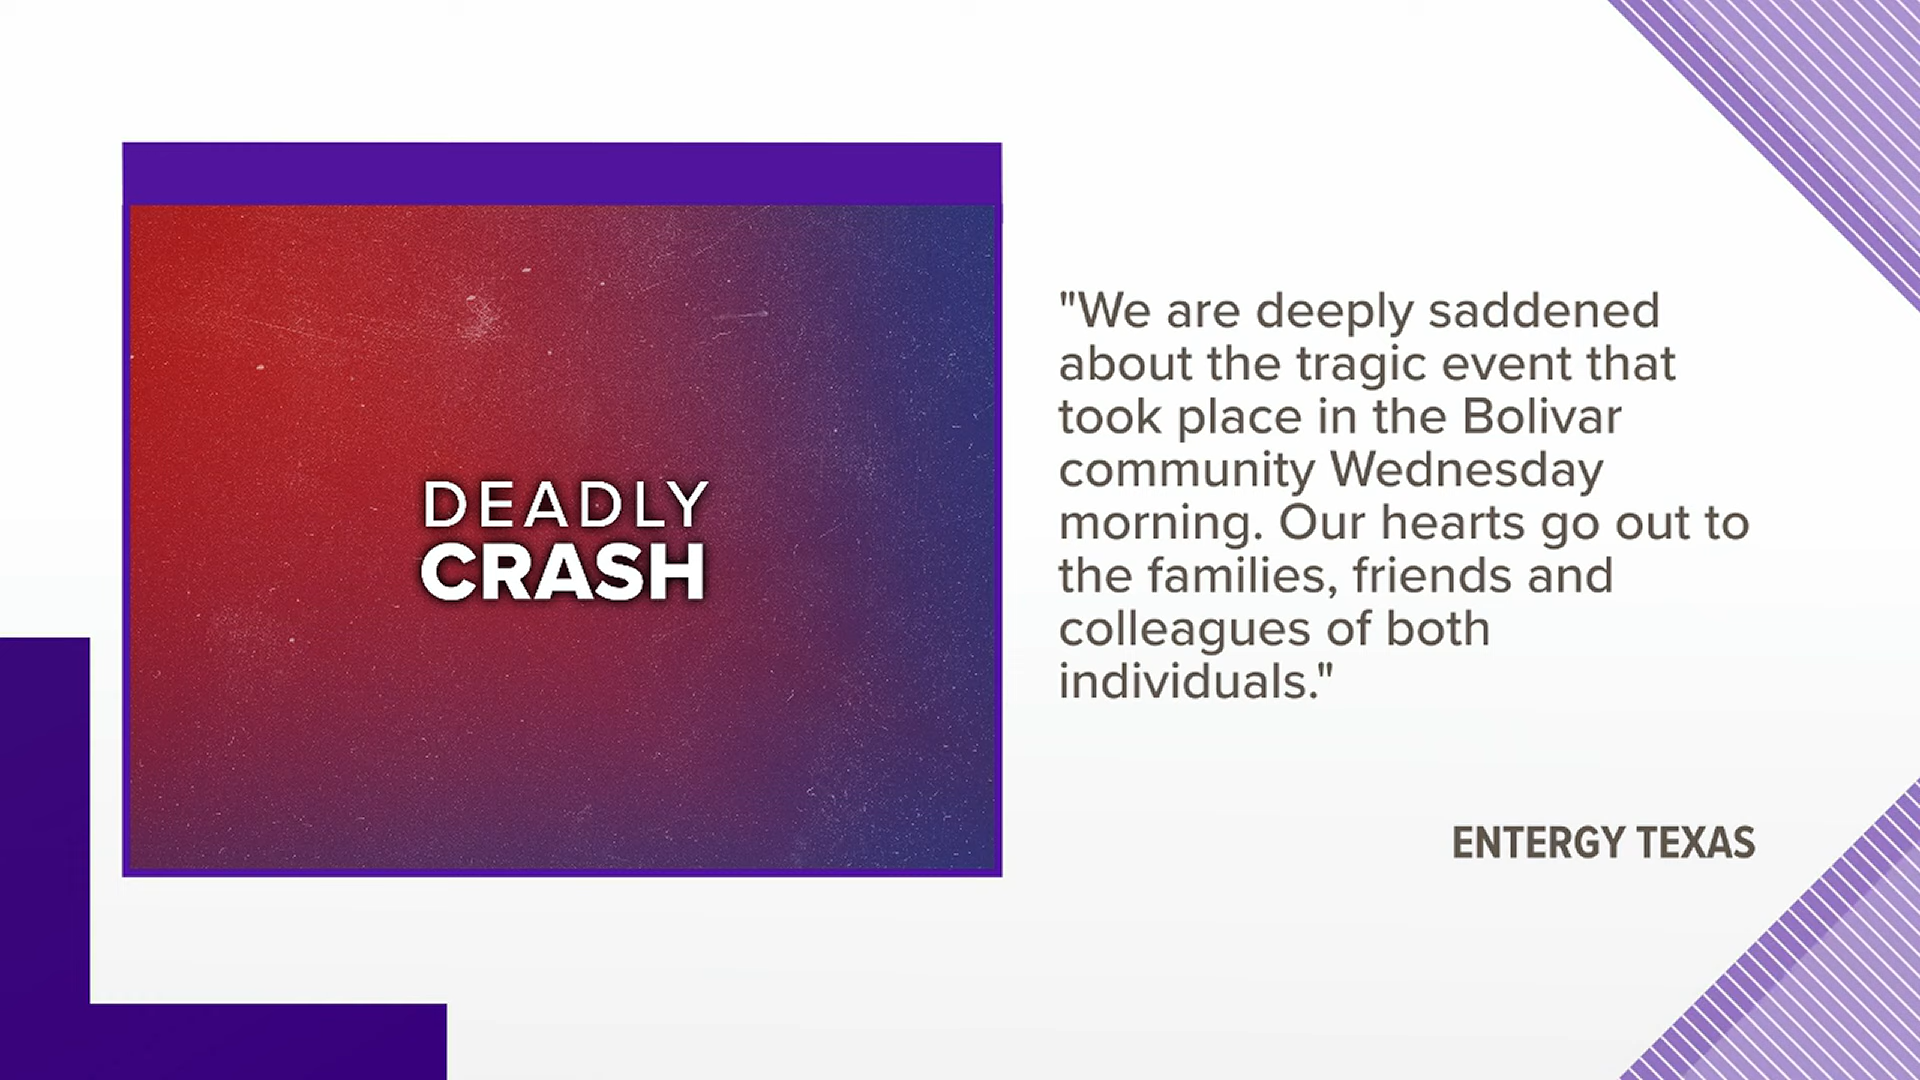 DEADLY
CRASH
"We are deeply saddened
about the tragic event that
took place in the Bolivar
community Wednesday
morning. Our hearts go out to
the families, friends and
colleagues of both
individuals."
ENTERGY TEXAS